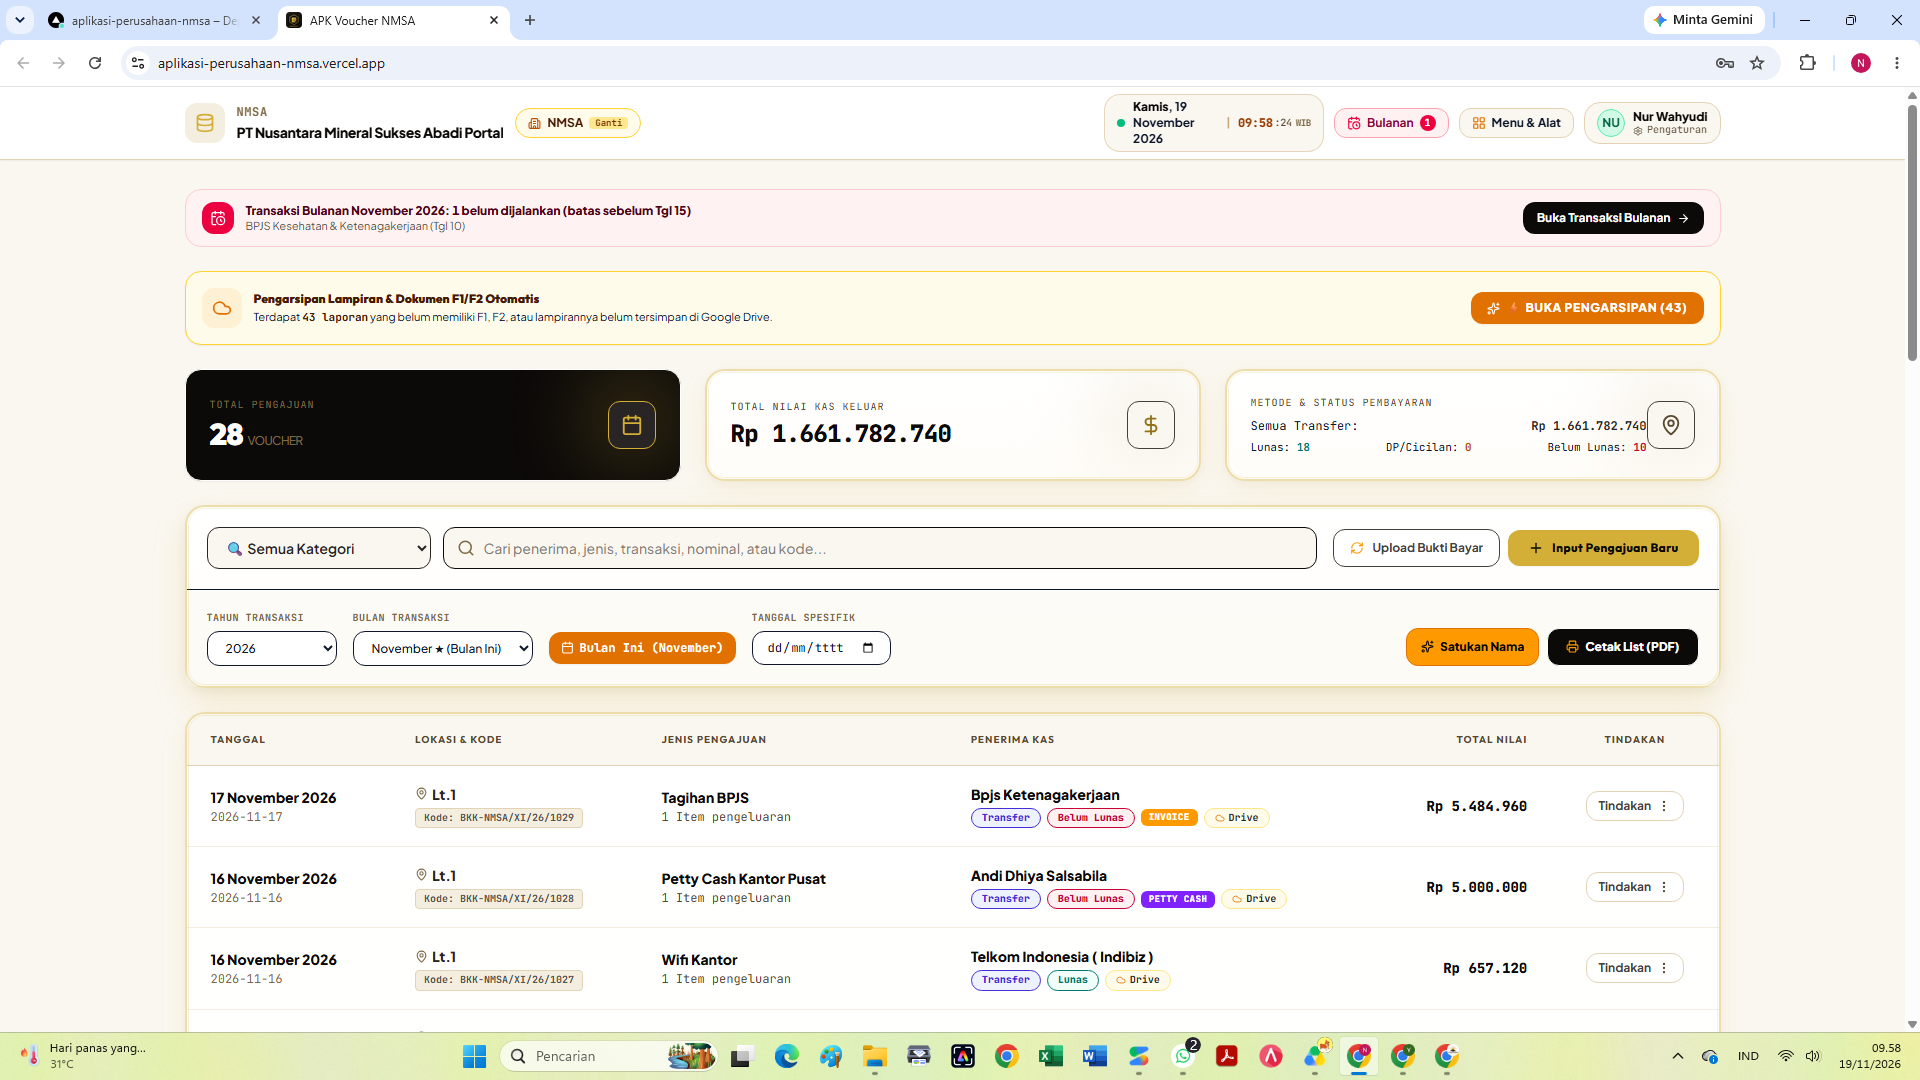 aplikasi-perusahaan-nmsa – De
APK Voucher NMSA
Minta Gemini
aplikasi-perusahaan-nmsa.vercel.app
N
NMSA
PT Nusantara Mineral Sukses Abadi Portal
NMSA Ganti
Kamis, 19 November 2026 | 09:58:24 WIB
Bulanan 1
Menu & Alat
NU
Nur Wahyudi
Pengaturan
Transaksi Bulanan November 2026: 1 belum dijalankan (batas sebelum Tgl 15)
BPJS Kesehatan & Ketenagakerjaan (Tgl 10)
Buka Transaksi Bulanan →
Pengarsipan Lampiran & Dokumen F1/F2 Otomatis
Terdapat 43 laporan yang belum memiliki F1, F2, atau lampirannya belum tersimpan di Google Drive.
BUKA PENGARSIPAN (43)
TOTAL PENGAJUAN
28 VOUCHER
TOTAL NILAI KAS KELUAR
Rp 1.661.782.740
METODE & STATUS PEMBAYARAN
Semua Transfer: Rp 1.661.782.740
Lunas: 18 DP/Cicilan: 0 Belum Lunas: 10
Semua Kategori
Cari penerima, jenis, transaksi, nominal, atau kode...
Upload Bukti Bayar
+ Input Pengajuan Baru
TAHUN TRANSAKSI
2026
BULAN TRANSAKSI
November ★ (Bulan Ini)
Bulan Ini (November)
TANGGAL SPESIFIK
dd/mm/tttt
Satukan Nama
Cetak List (PDF)
TANGGAL LOKASI & KODE JENIS PENGAJUAN PENERIMA KAS TOTAL NILAI TINDAKAN
17 November 2026
2026-11-17
Lt.1
Kode: BKK-NMSA/XI/26/1029
Tagihan BPJS
1 Item pengeluaran
Bpjs Ketenagakerjaan
Transfer Belum Lunas INVOICE Drive
Rp 5.484.960
Tindakan
16 November 2026
2026-11-16
Lt.1
Kode: BKK-NMSA/XI/26/1028
Petty Cash Kantor Pusat
1 Item pengeluaran
Andi Dhiya Salsabila
Transfer Belum Lunas PETTY CASH Drive
Rp 5.000.000
Tindakan
16 November 2026
2026-11-16
Lt.1
Kode: BKK-NMSA/XI/26/1027
Wifi Kantor
1 Item pengeluaran
Telkom Indonesia ( Indibiz )
Transfer Lunas Drive
Rp 657.120
Tindakan
Hari panas yang...
31°C
Pencarian
2
IND
09.58
19/11/2026